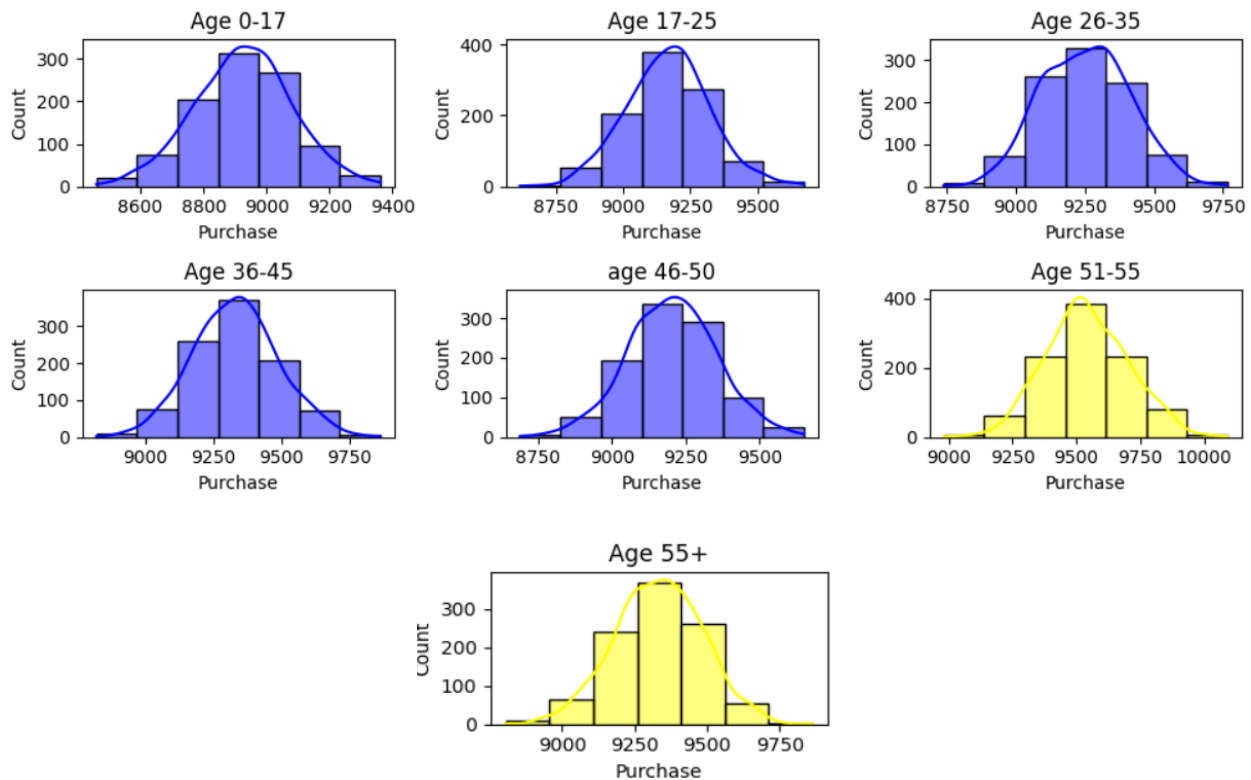 Age 0-17
Age 17-25
Age 26-35
Count
300
200
100
0
8600 8800 9000 9200 9400
Purchase
Count
400
200
0
8750 9000 9250 9500
Purchase
Count
300
200
100
0
8750 9000 9250 9500 9750
Purchase
Age 36-45
age 46-50
Age 51-55
Count
300
200
100
0
9000 9250 9500 9750
Purchase
Count
300
200
100
0
8750 9000 9250 9500
Purchase
Count
400
200
0
9000 9250 9500 9750 10000
Purchase
Age 55+
Count
300
200
100
0
9000 9250 9500 9750
Purchase